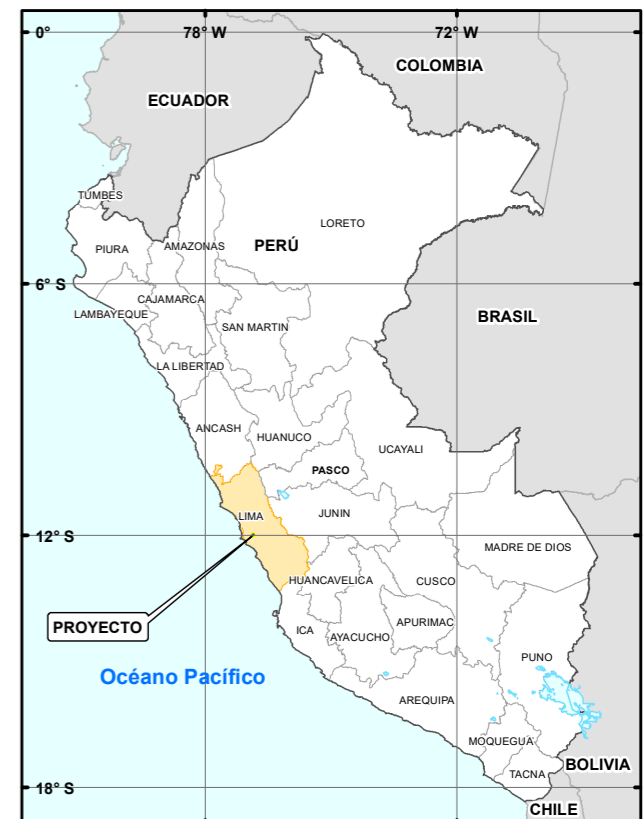 78° W
72° W
0°
COLOMBIA
ECUADOR
TUMBES
LORETO
PIURA
AMAZONAS
PERÚ
6° S
CAJAMARCA
LAMBAYEQUE
BRASIL
SAN MARTIN
LA LIBERTAD
ANCASH
HUANUCO
UCAYALI
PASCO
LIMA
JUNIN
12° S
MADRE DE DIOS
HUANCAVELICA
CUSCO
PROYECTO
APURIMAC
ICA
AYACUCHO
PUNO
Océano Pacífico
AREQUIPA
MOQUEGUA
BOLIVIA
TACNA
18° S
CHILE